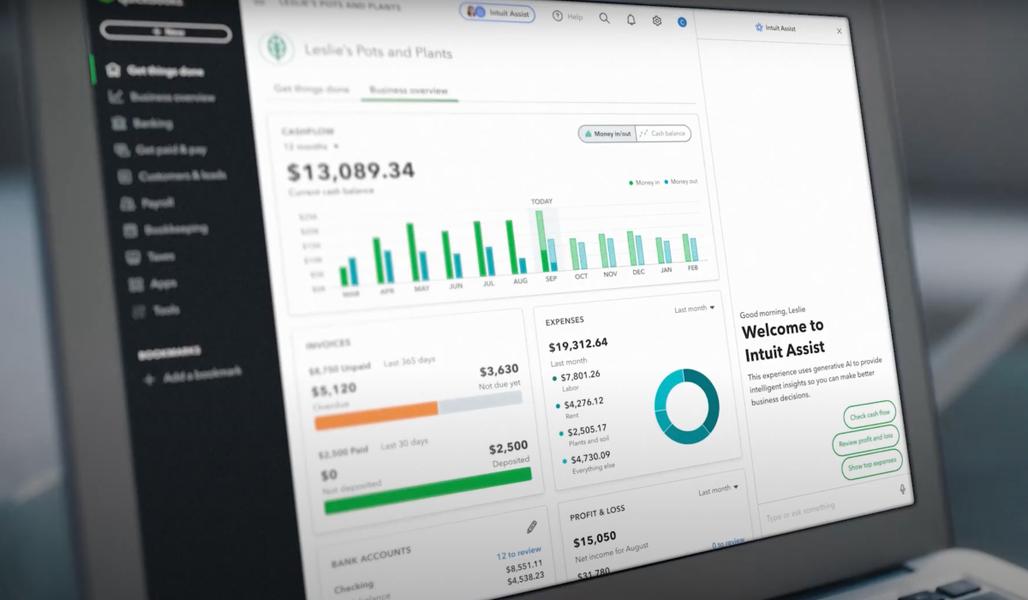 quickbooks
+ New
Get things done
Business overview
Banking
Get paid & pay
Customers & leads
Payroll
Bookkeeping
Taxes
Apps
Tools
BOOKMARKS
+ Add a bookmark
LESLIE'S POTS AND PLANTS
Intuit Assist
Help
C
Leslie's Pots and Plants
Get things done
Business overview
CASHFLOW
12 months
Money in/out
Cash balance
$13,089.34
Current cash balance
Money in
Money out
TODAY
MAR
APR
MAY
JUN
JUL
AUG
SEP
OCT
NOV
DEC
JAN
FEB
INVOICES
$8,750 Unpaid
Last 365 days
$5,120
$3,630
Overdue
Not due yet
$2,500 Paid
Last 30 days
$0
$2,500
Not deposited
Deposited
EXPENSES
Last month
$19,312.64
Last month
$7,801.26
Labor
$4,276.12
Rent
$2,505.17
Plants and soil
$4,730.09
Everything else
BANK ACCOUNTS
12 to review
Checking
$8,551.11
balance
$4,538.23
PROFIT & LOSS
Last month
$15,050
Net income for August
0 to review
$31,780
Intuit Assist
x
Good morning, Leslie
Welcome to
Intuit Assist
This experience uses generative AI to provide
intelligent insights so you can make better
business decisions.
Check cash flow
Review profit and loss
Show top expenses
Type or ask something